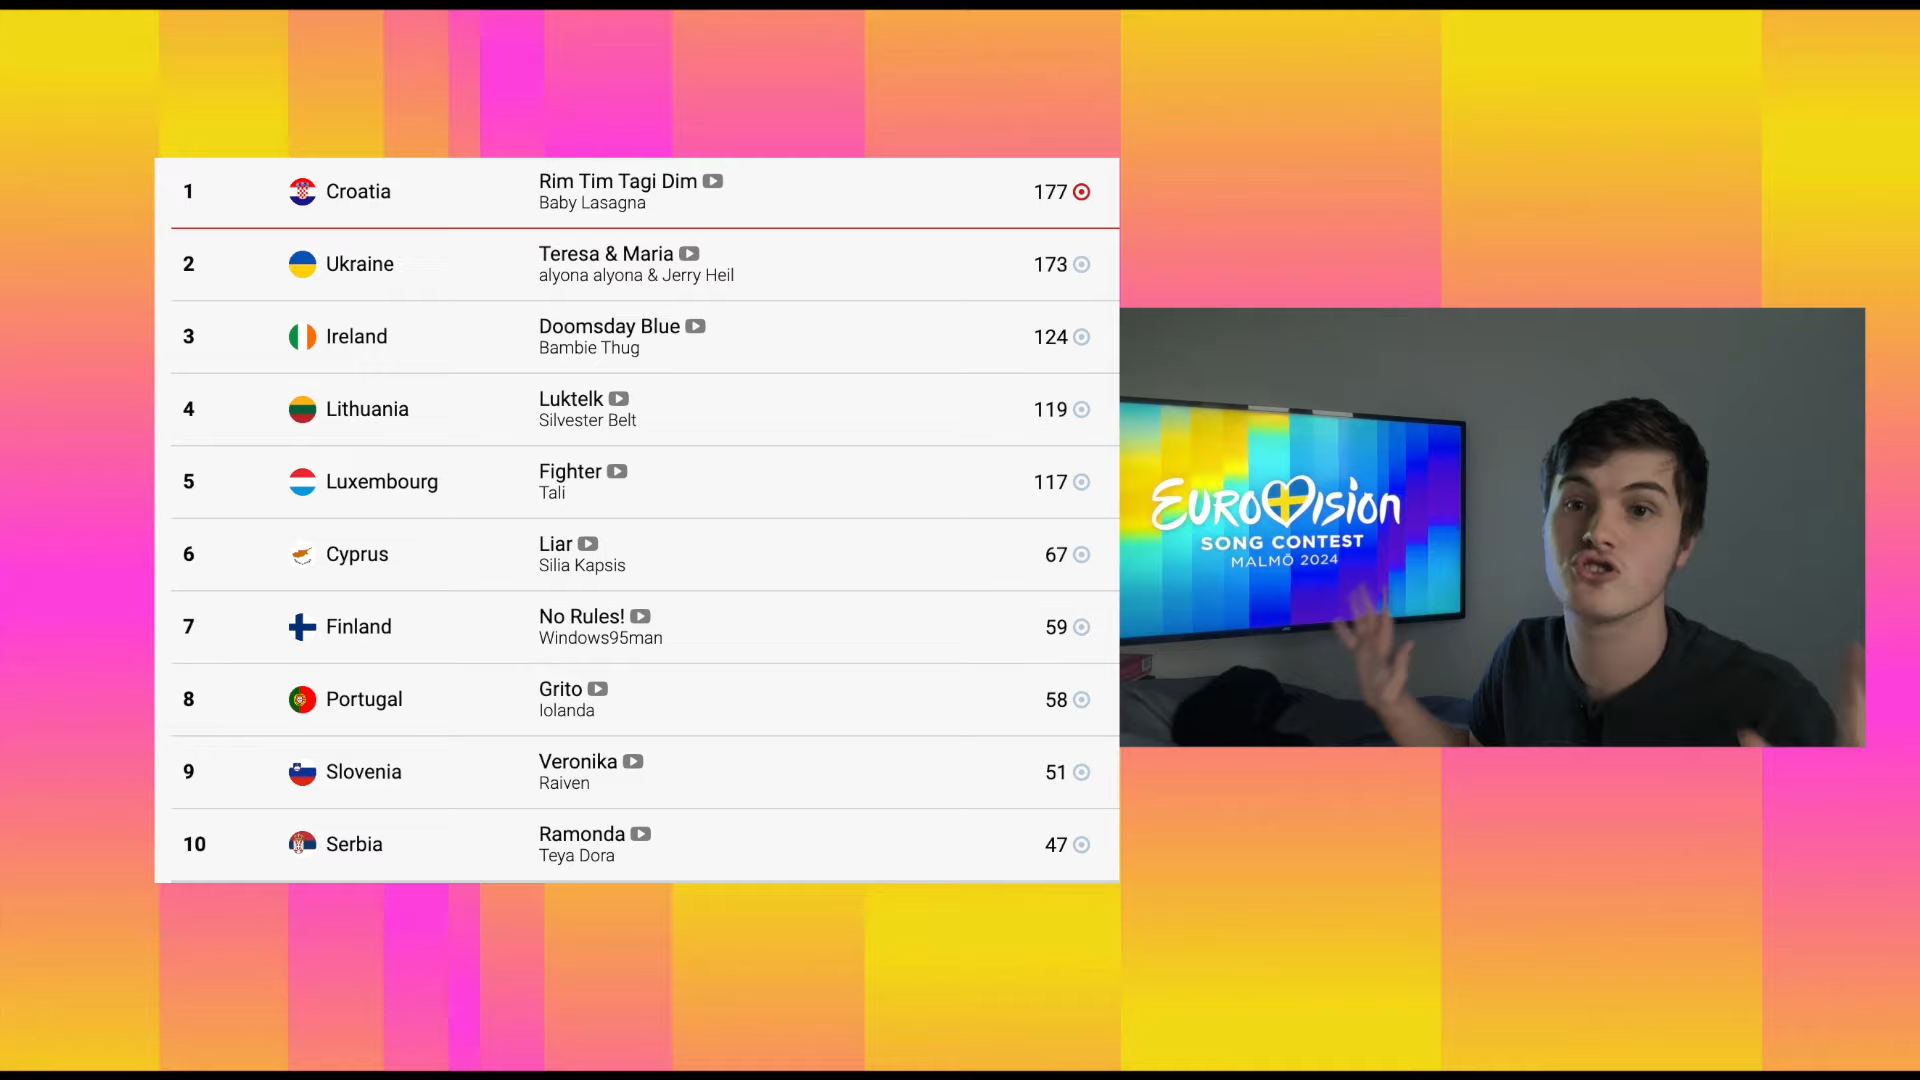 1 Croatia Rim Tim Tagi Dim 177
Baby Lasagna
2 Ukraine Teresa & Maria 173
alyona alyona & Jerry Heil
3 Ireland Doomsday Blue 124
Bambie Thug
4 Lithuania Luktelk 119
Silvester Belt
5 Luxembourg Fighter 117
Tali
6 Cyprus Liar 67
Silia Kapsis
7 Finland No Rules! 59
Windows95man
8 Portugal Grito 58
Iolanda
9 Slovenia Veronika 51
Raiven
10 Serbia Ramonda 47
Teya Dora
EUROVISION
SONG CONTEST
MALMÖ 2024